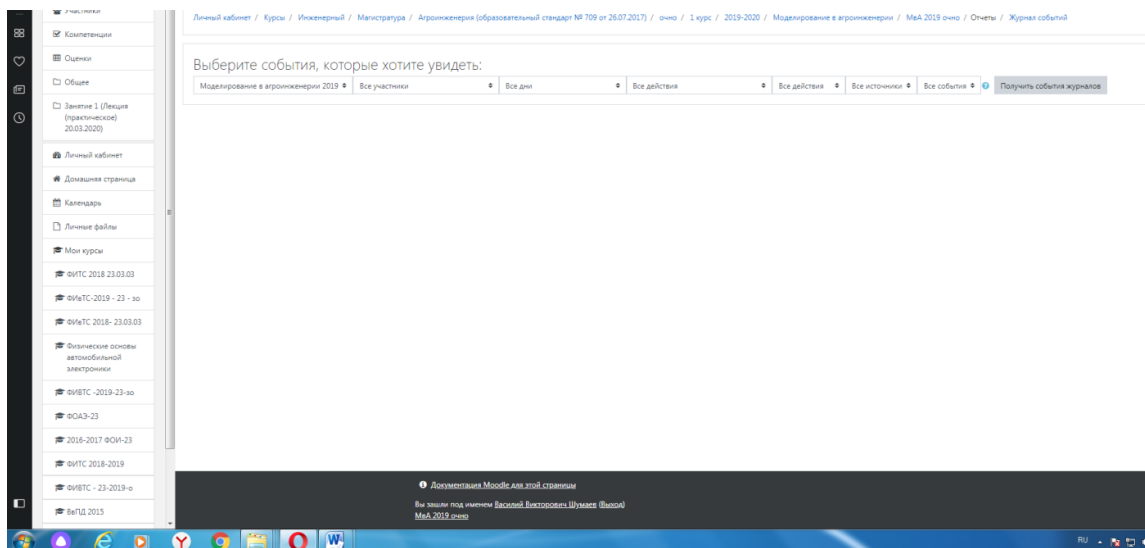 Участники
Компетенции
Оценки
Общее
Занятие 1 (Лекция
(практическое)
20.03.2020)
Личный кабинет
Домашняя страница
Календарь
Личные файлы
Мои курсы
ФИТС 2018 23.03.03
ФИвТС-2019 - 23 - зо
ФИвТС 2018- 23.03.03
Физические основы
автомобильной
электроники
ФИВТС -2019-23-зо
ФОАЭ-23
2016-2017 ФОИ-23
ФИТС 2018-2019
ФИВТС - 23-2019-о
ВвПД 2015
Личный кабинет / Курсы / Инженерный / Магистратура / Агроинженерия (образовательный стандарт № 709 от 26.07.2017) / очно / 1 курс / 2019-2020 / Моделирование в агроинженерии / МвА 2019 очно / Отчеты / Журнал событий
Выберите события, которые хотите увидеть:
Моделирование в агроинженерии 2019 Все участники Все дни Все действия Все действия Все источники Все события Получить события журналов
Документация Moodle для этой страницы
Вы зашли под именем Василий Викторович Шумаев (Выход)
МвА 2019 очно
RU